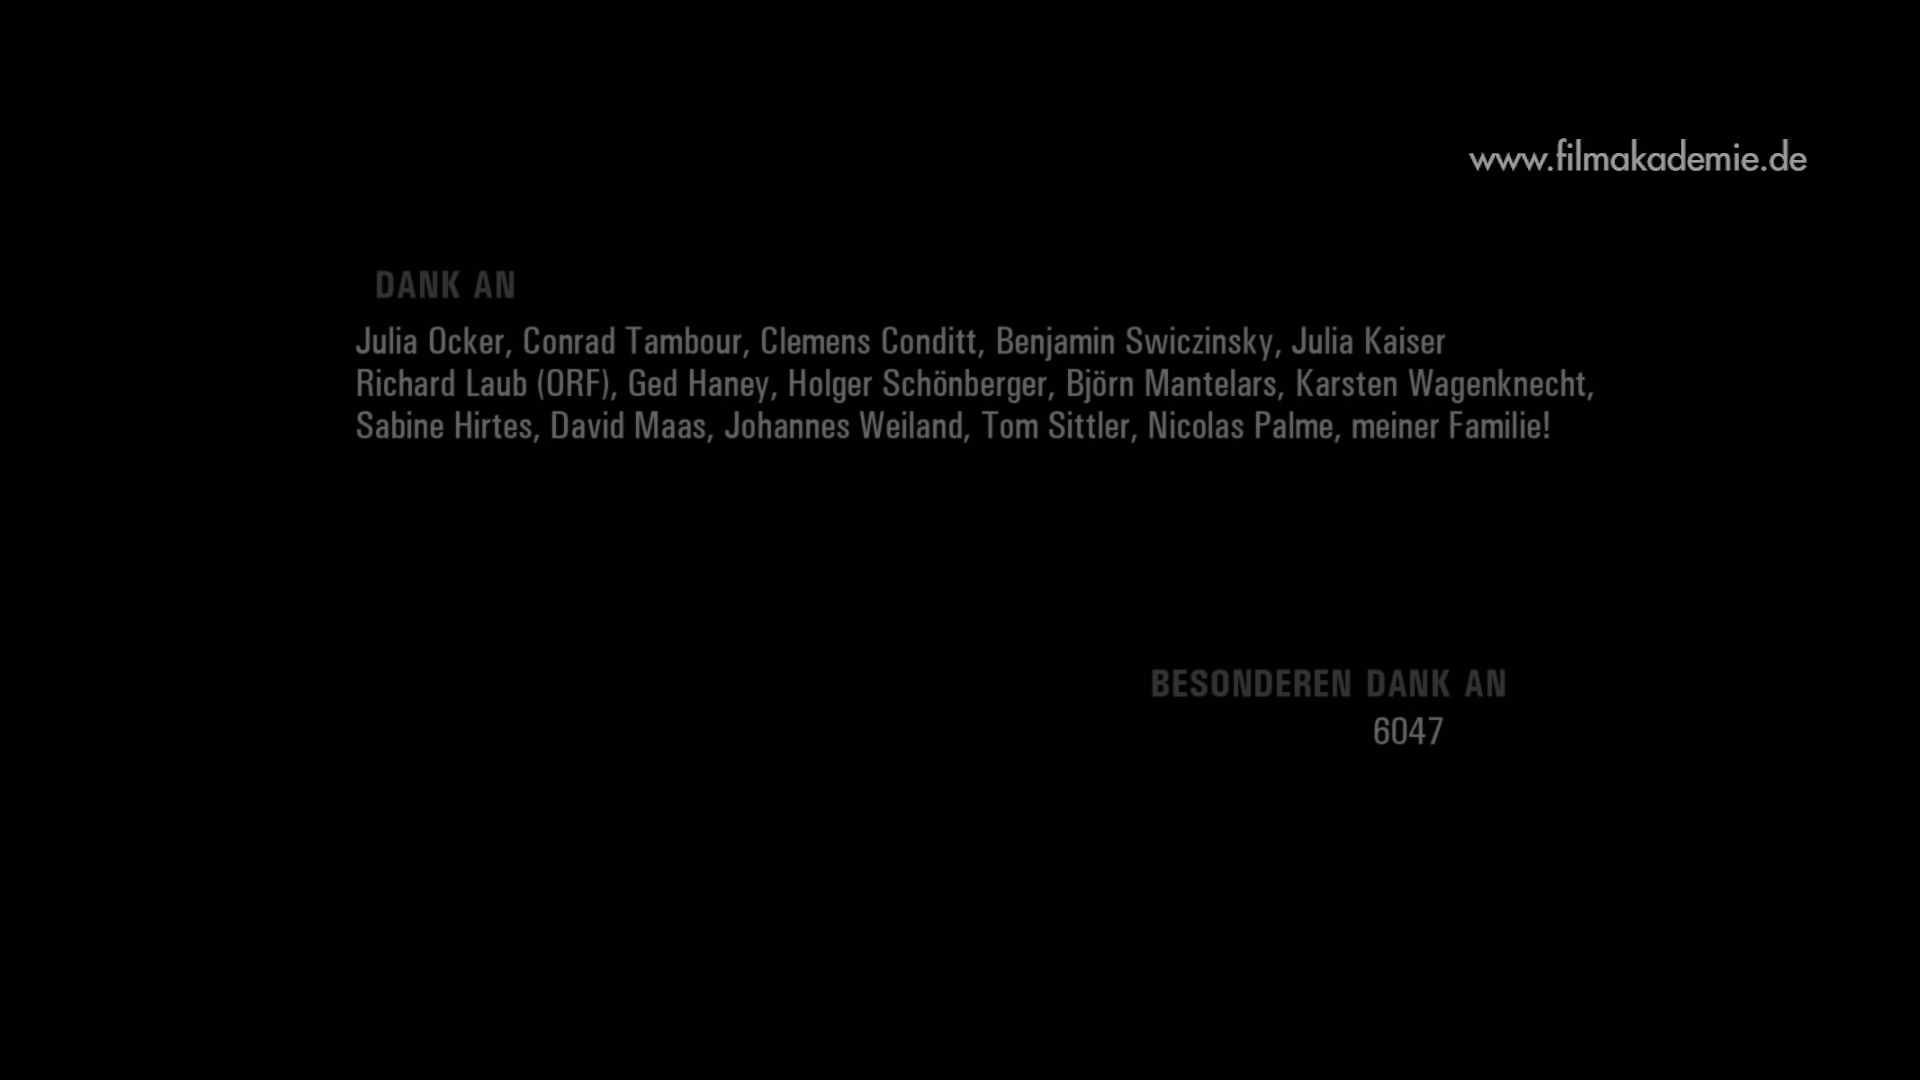 www.filmakademie.de
DANK AN
Julia Ocker, Conrad Tambour, Clemens Conditt, Benjamin Swiczinsky, Julia Kaiser
Richard Laub (ORF), Ged Haney, Holger Schönberger, Björn Mantelars, Karsten Wagenknecht,
Sabine Hirtes, David Maas, Johannes Weiland, Tom Sittler, Nicolas Palme, meiner Familie!
BESONDEREN DANK AN
6047